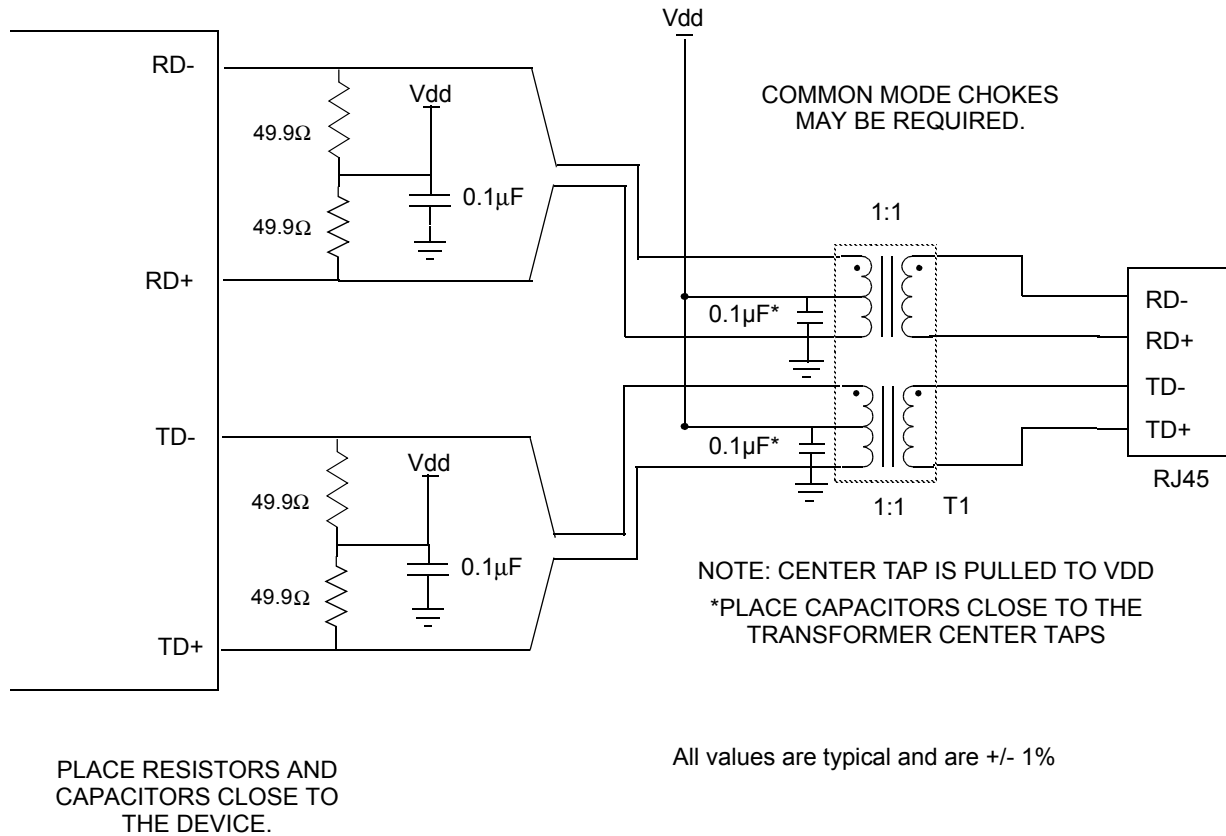 Vdd
RD-
Vdd
COMMON MODE CHOKES
MAY BE REQUIRED.
49.9Ω
0.1μF
49.9Ω
1:1
RD+
RD-
0.1µF*
RD+
TD-
TD-
TD+
0.1µF*
Vdd
RJ45
49.9Ω
1:1
T1
0.1μF
NOTE: CENTER TAP IS PULLED TO VDD
49.9Ω
*PLACE CAPACITORS CLOSE TO THE
TRANSFORMER CENTER TAPS
TD+
All values are typical and are +/- 1%
PLACE RESISTORS AND
CAPACITORS CLOSE TO
THE DEVICE.